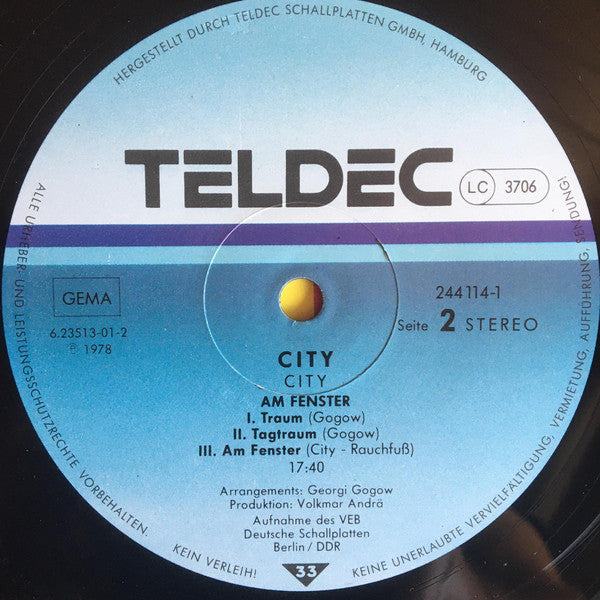 HERGESTELLT DURCH TELDEC SCHALLPLATTEN GMBH, HAMBURG
TELDEC
LC 3706
GEMA
6.23513-01-2
℗ 1978
244114-1
Seite 2 STEREO
CITY
CITY
AM FENSTER
I. Traum (Gogow)
II. Tagtraum (Gogow)
III. Am Fenster (City - Rauchfuß)
17:40
Arrangements: Georgi Gogow
Produktion: Volkmar Andrä
Aufnahme des VEB
Deutsche Schallplatten
Berlin/DDR
33
ALLE URHEBER- UND LEISTUNGSSCHUTZRECHTE VORBEHALTEN.
KEIN VERLEIH!
KEINE UNERLAUBTE VERVIELFÄLTIGUNG, VERMIETUNG, AUFFÜHRUNG, SENDUNG!